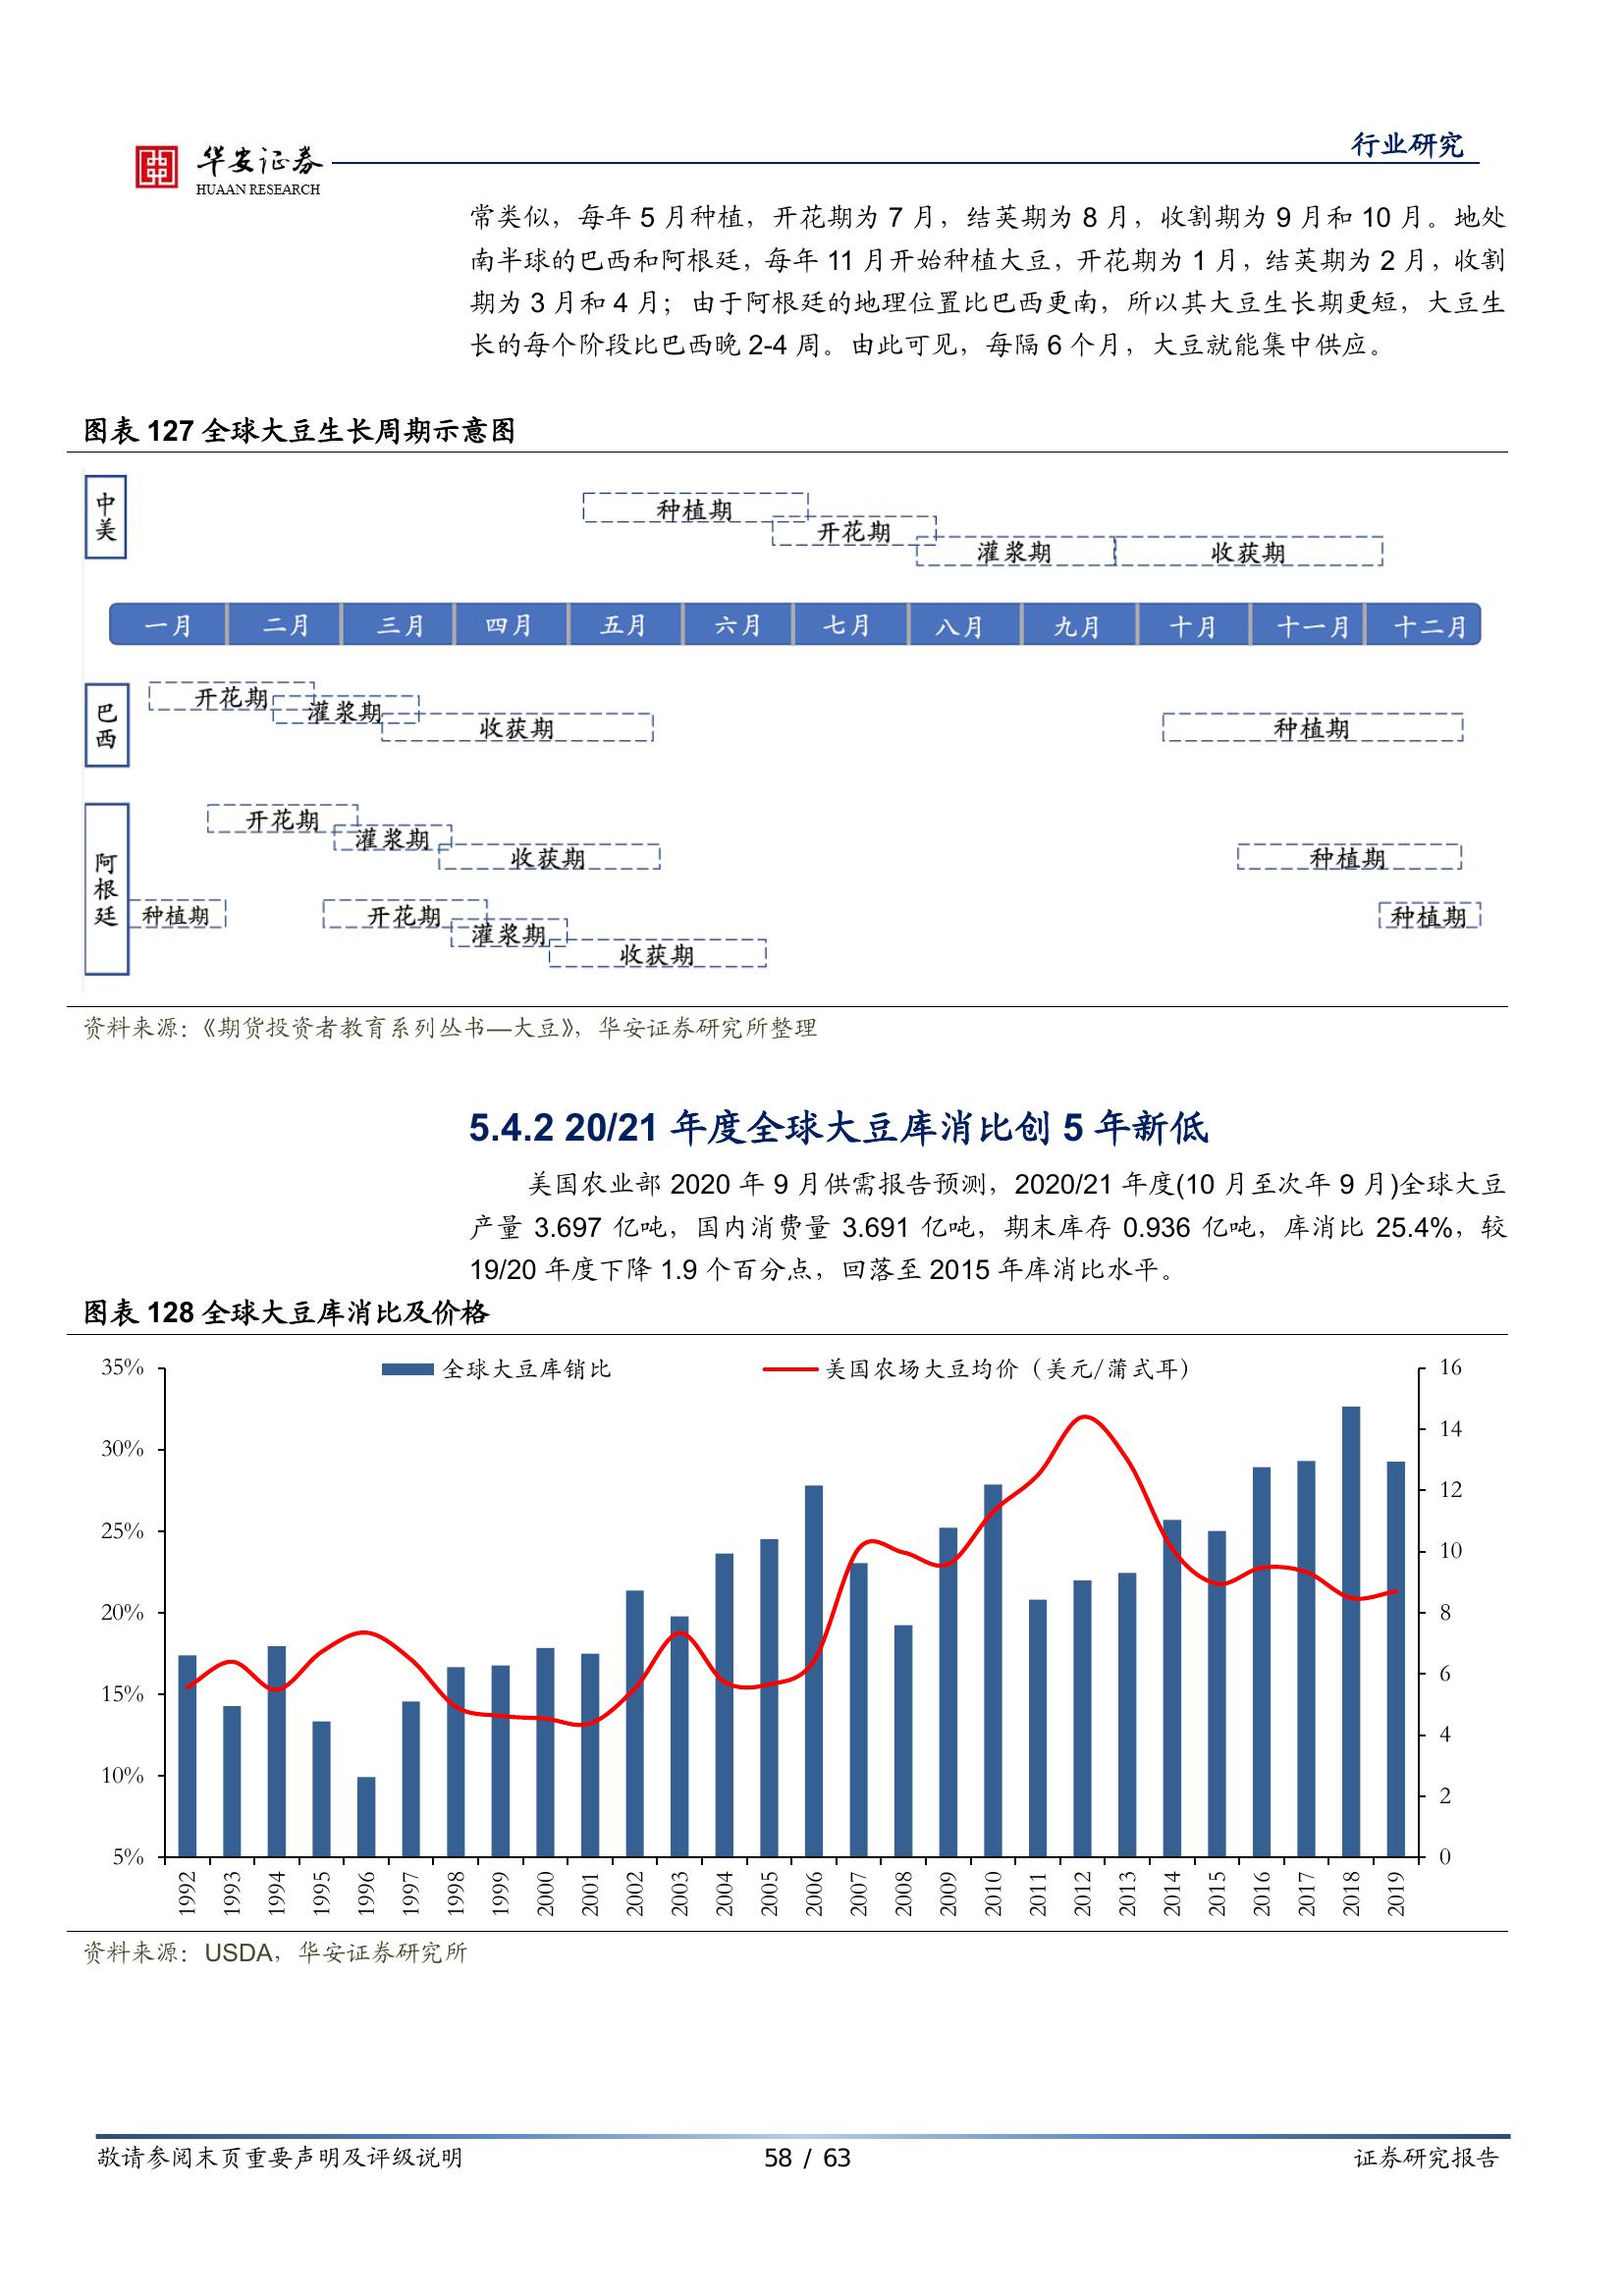 华安证券
HUAAN RESEARCH
行业研究
常类似，每年 5 月种植，开花期为 7 月，结荚期为 8 月，收割期为 9 月和 10 月。地处
南半球的巴西和阿根廷，每年 11 月开始种植大豆，开花期为 1 月，结荚期为 2 月，收割
期为 3 月和 4 月；由于阿根廷的地理位置比巴西更南，所以其大豆生长期更短，大豆生
长的每个阶段比巴西晚 2-4 周。由此可见，每隔 6 个月，大豆就能集中供应。
图表 127 全球大豆生长周期示意图
中美
种植期
开花期
灌浆期
收获期
一月 二月 三月 四月 五月 六月 七月 八月 九月 十月 十一月 十二月
巴西
开花期
灌浆期
收获期
种植期
阿根廷
开花期
灌浆期
收获期
种植期
种植期
开花期
灌浆期
收获期
种植期
资料来源：《期货投资者教育系列丛书—大豆》，华安证券研究所整理
5.4.2 20/21 年度全球大豆库消比创 5 年新低
美国农业部 2020 年 9 月供需报告预测，2020/21 年度(10 月至次年 9 月)全球大豆
产量 3.697 亿吨，国内消费量 3.691 亿吨，期末库存 0.936 亿吨，库消比 25.4%，较
19/20 年度下降 1.9 个百分点，回落至 2015 年库消比水平。
图表 128 全球大豆库消比及价格
全球大豆库销比
美国农场大豆均价（美元/蒲式耳）
35%
30%
25%
20%
15%
10%
5%
16
14
12
10
8
6
4
2
0
1992 1993 1994 1995 1996 1997 1998 1999 2000 2001 2002 2003 2004 2005 2006 2007 2008 2009 2010 2011 2012 2013 2014 2015 2016 2017 2018 2019
资料来源：USDA，华安证券研究所
敬请参阅末页重要声明及评级说明
58 / 63
证券研究报告